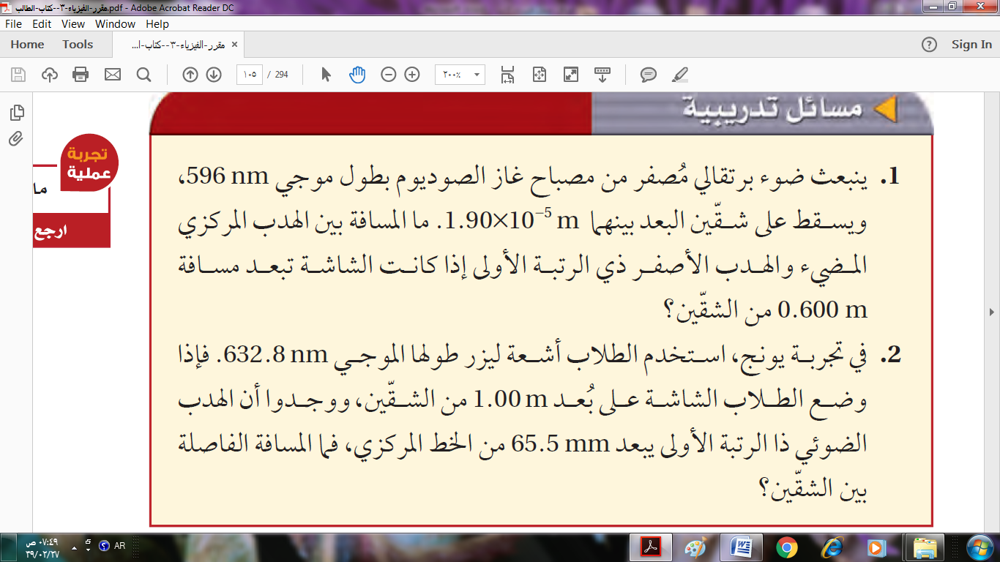 مقرر-الفيزياء-٣--كتاب-الطالب.pdf - Adobe Acrobat Reader DC
File Edit View Window Help
Home Tools مقرر-الفيزياء-٣--كتاب-ا... × ? Sign In
١٠٥ / 294 ٢٠٠%
مسائل تدريبية
تجربة
عملية
ما
ارجع
1. ينبعث ضوء برتقالي مُصفر من مصباح غاز الصوديوم بطول موجي 596 nm،
ويسقط على شقّين البعد بينهما 1.90×10⁻⁵ m. ما المسافة بين الهدب المركزي
المضيء والهدب الأصفر ذي الرتبة الأولى إذا كانت الشاشة تبعد مسافة
0.600 m من الشقّين؟
2. في تجربة يونج، استخدم الطلاب أشعة ليزر طولها الموجي 632.8 nm. فإذا
وضع الطلاب الشاشة على بُعد 1.00 m من الشقّين، ووجدوا أن الهدب
الضوئي ذا الرتبة الأولى يبعد 65.5 mm من الخط المركزي، فما المسافة الفاصلة
بين الشقّين؟
AR ٠٧:٤٩ ص
٣٩/٠٢/٢٧